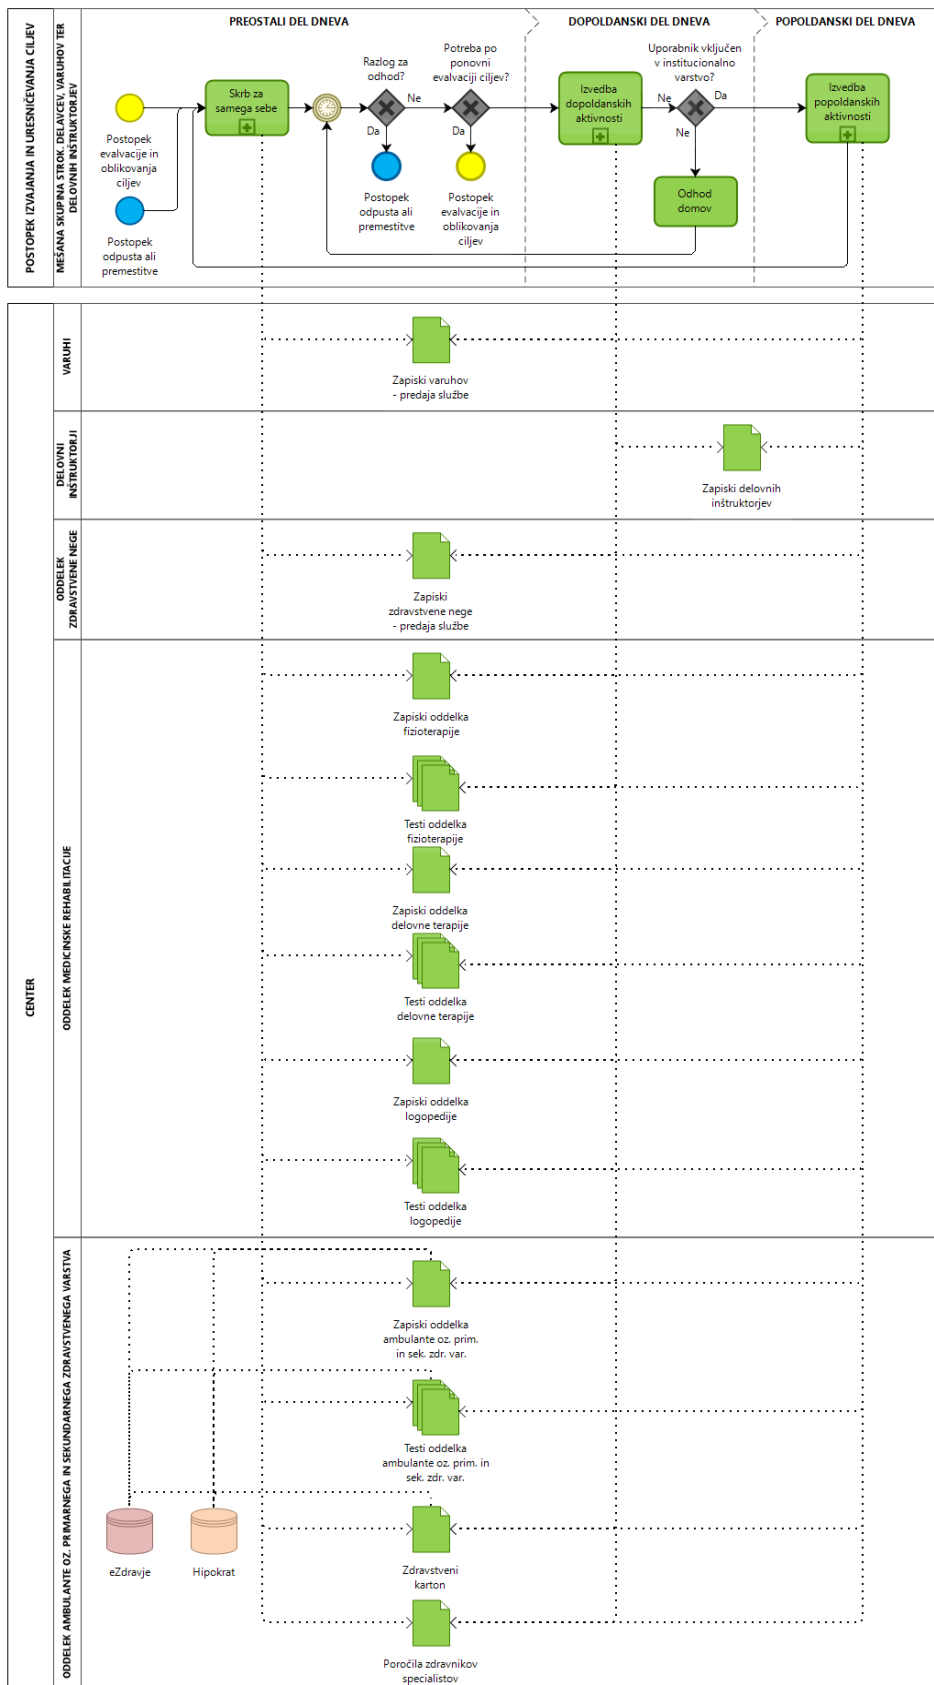 PREOSTALI DEL DNEVA
DOPOLDANSKI DEL DNEVA
POPOLDANSKI DEL DNEVA
POSTOPEK IZVAJANJA IN URESNIČEVANJA CILJEV
MEŠANA SKUPINA STROK. DELAVCEV, VARUHOV TER
DELOVNIH INŠTRUKTORJEV
Postopek
evalvacije in
oblikovanja
ciljev
Postopek
odpusta ali
premestitve
Skrb za
samega sebe
Razlog za
odhod?
Ne
Da
Postopek
odpusta ali
premestitve
Potreba po
ponovni
evalvaciji ciljev?
Da
Postopek
evalvacije in
oblikovanja
ciljev
Izvedba
dopoldanskih
aktivnosti
Ne
Uporabnik vključen
v institucionalno
varstvo?
Da
Ne
Odhod
domov
Izvedba
popoldanskih
aktivnosti
CENTER
VARUHI
Zapiski varuhov
- predaja službe
DELOVNI
INŠTRUKTORJI
Zapiski delovnih
inštruktorjev
ODDELEK
ZDRAVSTVENE NEGE
Zapiski
zdravstvene nege
- predaja službe
ODDELEK MEDICINSKE REHABILITACIJE
Zapiski oddelka
fizioterapije
Testi oddelka
fizioterapije
Zapiski oddelka
delovne terapije
Testi oddelka
delovne terapije
Zapiski oddelka
logopedije
Testi oddelka
logopedije
ODDELEK AMBULANTE OZ. PRIMARNEGA IN SEKUNDARNEGA ZDRAVSTVENEGA VARSTVA
Zapiski oddelka
ambulante oz. prim.
in sek. zdr. var.
Testi oddelka
ambulante oz. prim. in
sek. zdr. var.
eZdravje
Hipokrat
Zdravstveni
karton
Poročila zdravnikov
specialistov